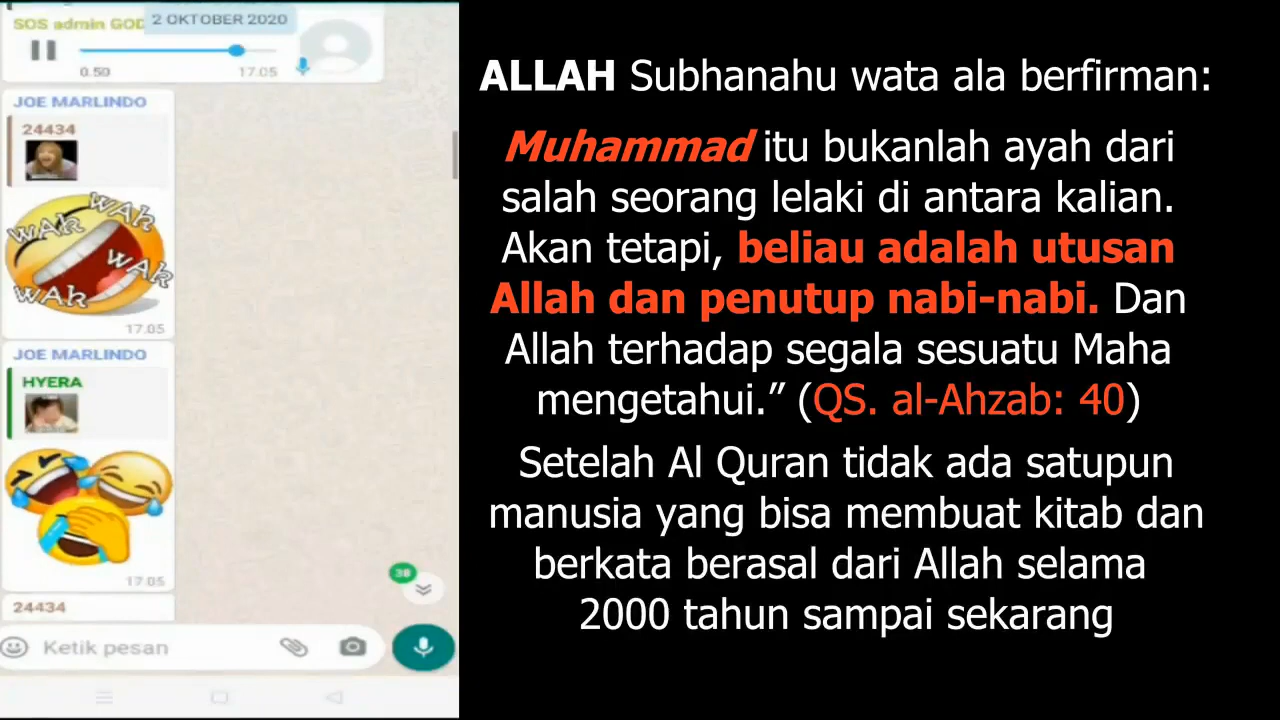 SOS admin GOD
2 OKTOBER 2020
0.50
17.05
JOE MARLINDO
24434
WAK
WAK
WAK
WAK
17.05
JOE MARLINDO
HYERA
17.05
38
24434
Ketik pesan
ALLAH Subhanahu wata ala berfirman:
Muhammad itu bukanlah ayah dari
salah seorang lelaki di antara kalian.
Akan tetapi, beliau adalah utusan
Allah dan penutup nabi-nabi. Dan
Allah terhadap segala sesuatu Maha
mengetahui.” (QS. al-Ahzab: 40)
Setelah Al Quran tidak ada satupun
manusia yang bisa membuat kitab dan
berkata berasal dari Allah selama
2000 tahun sampai sekarang